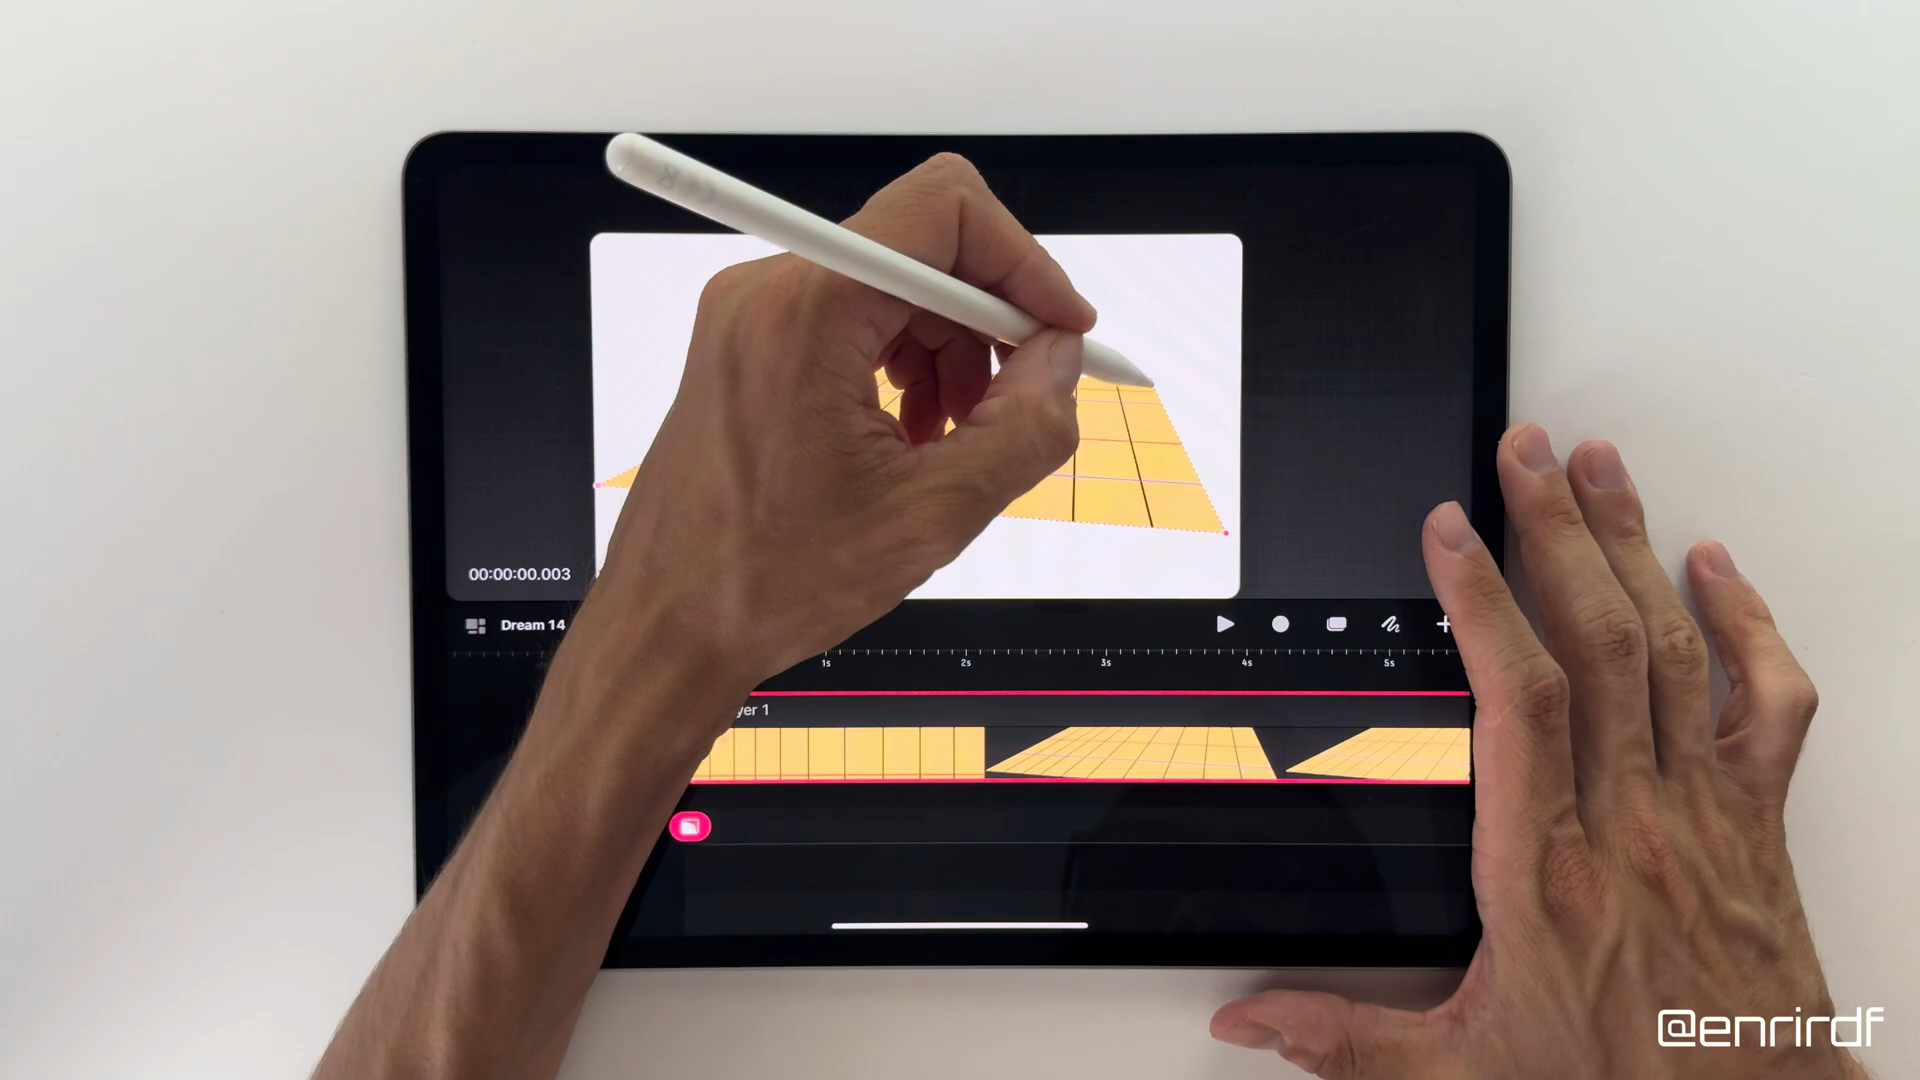 00:00:00.003
Dream 14
1s 2s 3s 4s 5s
yer 1
@enrirdf